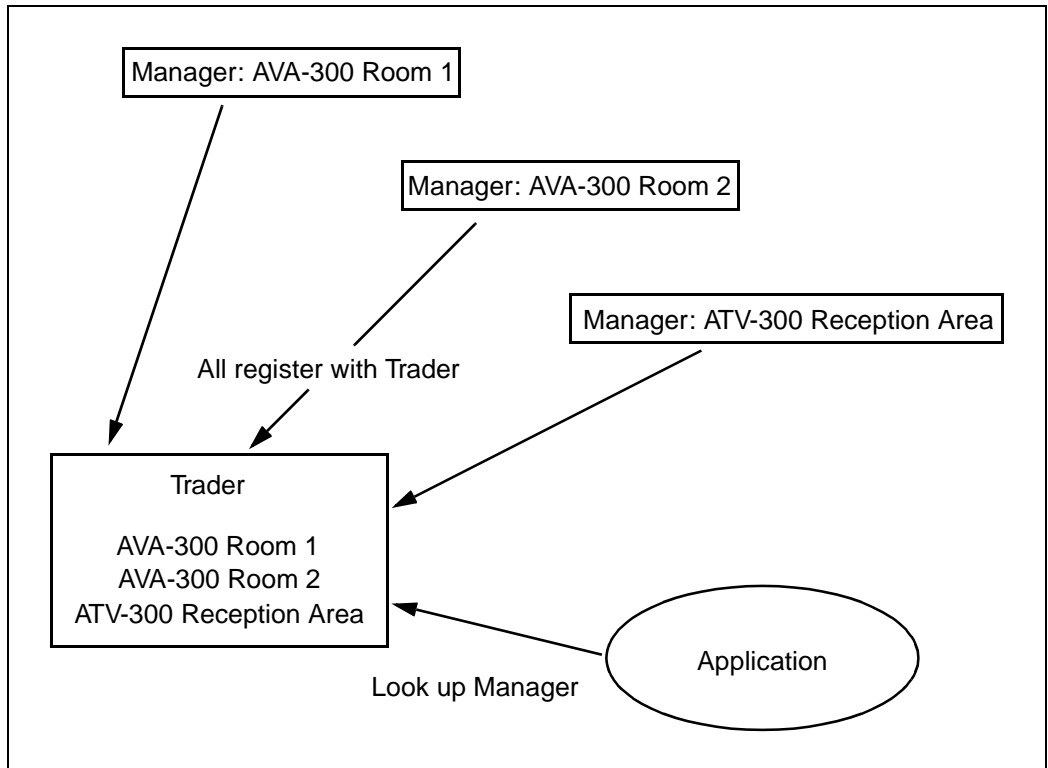 Manager: AVA-300 Room 1
Manager: AVA-300 Room 2
Manager: ATV-300 Reception Area
All register with Trader
Trader
AVA-300 Room 1
AVA-300 Room 2
ATV-300 Reception Area
Application
Look up Manager